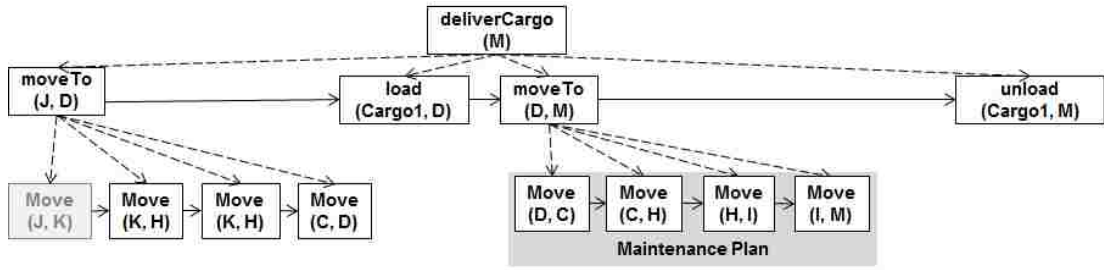 deliverCargo
(M)
moveTo
(J, D)
load
(Cargo1, D)
moveTo
(D, M)
unload
(Cargo1, M)
Move
(J, K)
Move
(K, H)
Move
(K, H)
Move
(C, D)
Move
(D, C)
Move
(C, H)
Move
(H, I)
Move
(I, M)
Maintenance Plan